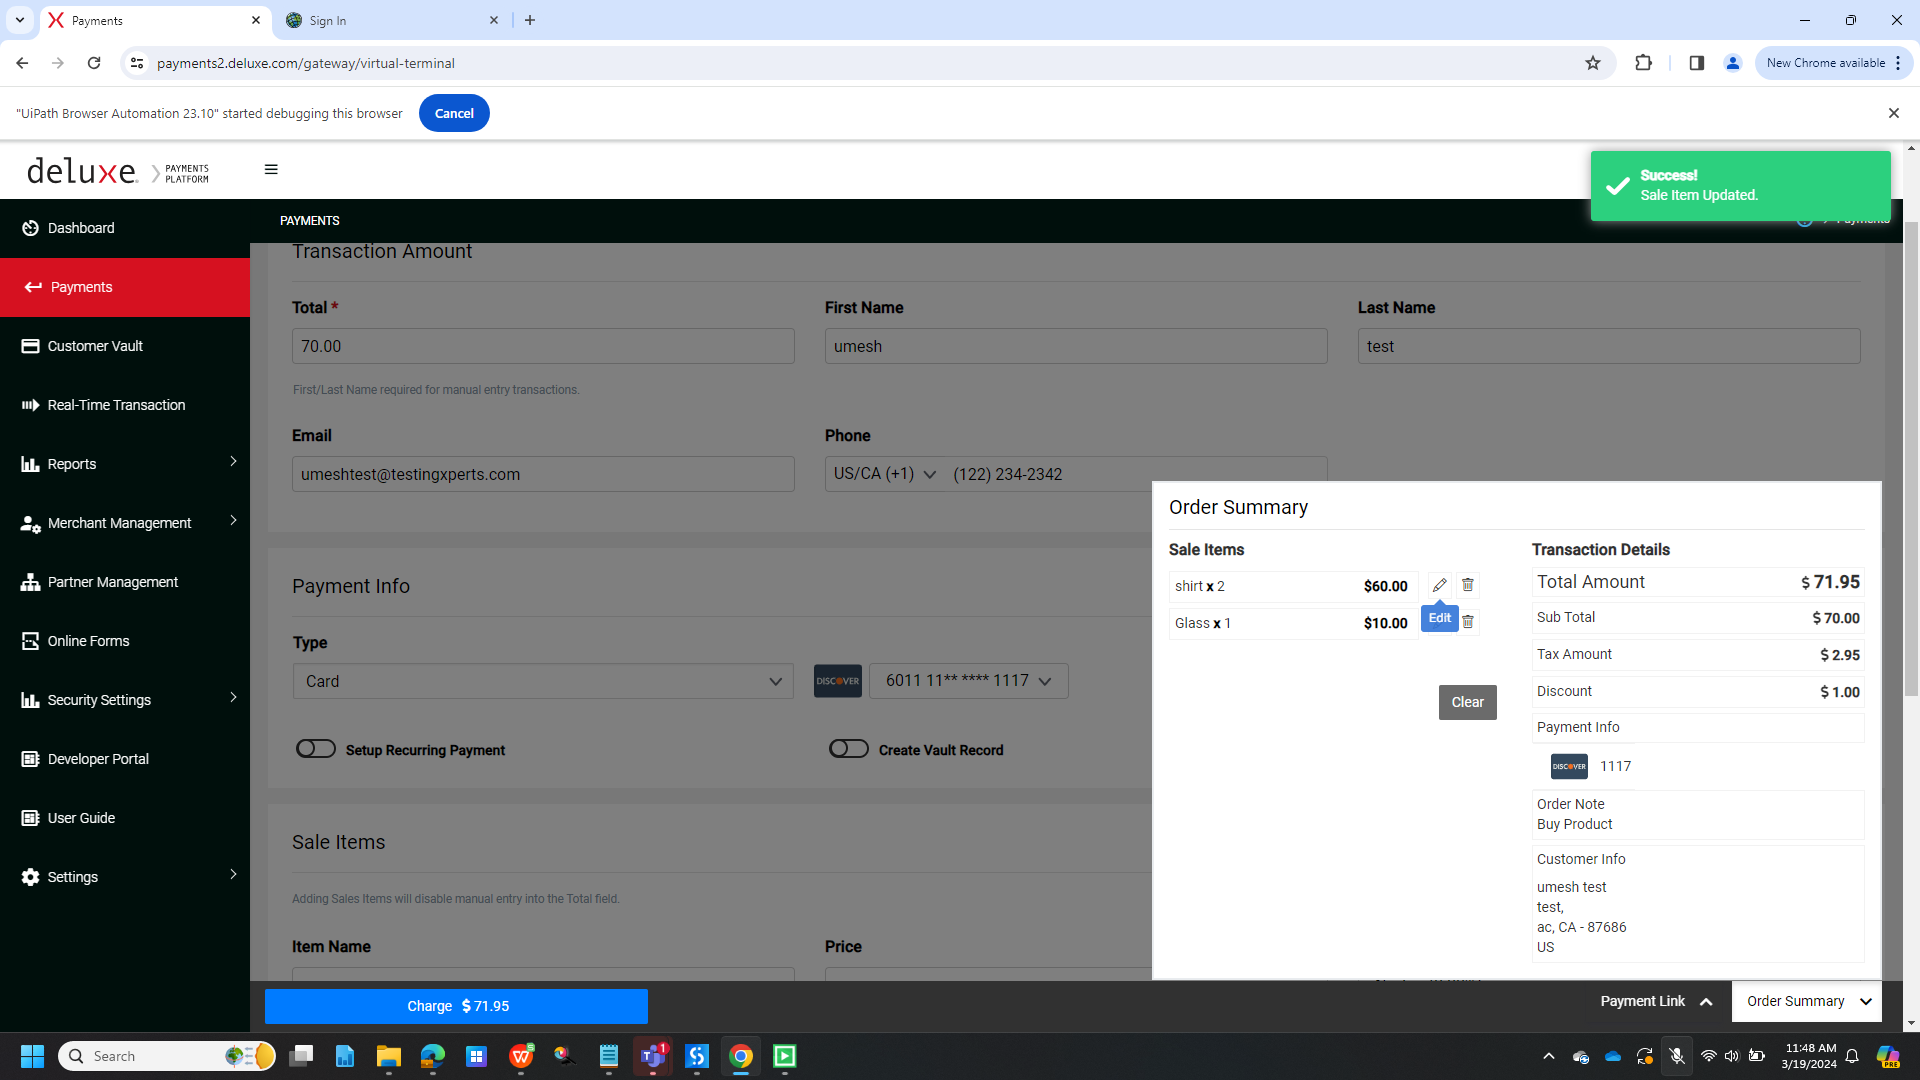 Payments
Sign In
payments2.deluxe.com/gateway/virtual-terminal
New Chrome available
"UiPath Browser Automation 23.10" started debugging this browser
Cancel
deluxe. PAYMENTS PLATFORM
Success!
Sale Item Updated.
PAYMENTS
Payments
Dashboard
Payments
Customer Vault
Real-Time Transaction
Reports
Merchant Management
Partner Management
Online Forms
Security Settings
Developer Portal
User Guide
Settings
Transaction Amount
Total *
First Name
Last Name
70.00
umesh
test
First/Last Name required for manual entry transactions.
Email
Phone
umeshtest@testingxperts.com
US/CA (+1)
(122) 234-2342
Payment Info
Type
Card
DISCOVER
6011 11** **** 1117
Setup Recurring Payment
Create Vault Record
Sale Items
Adding Sales Items will disable manual entry into the Total field.
Item Name
Price
Order Summary
Sale Items
shirt x 2 $60.00
Edit
Glass x 1 $10.00
Clear
Transaction Details
Total Amount $ 71.95
Sub Total $ 70.00
Tax Amount $ 2.95
Discount $ 1.00
Payment Info
DISCOVER 1117
Order Note
Buy Product
Customer Info
umesh test
test,
ac, CA - 87686
US
Charge $ 71.95
Payment Link
Order Summary
Search
1
PRE
11:48 AM
3/19/2024